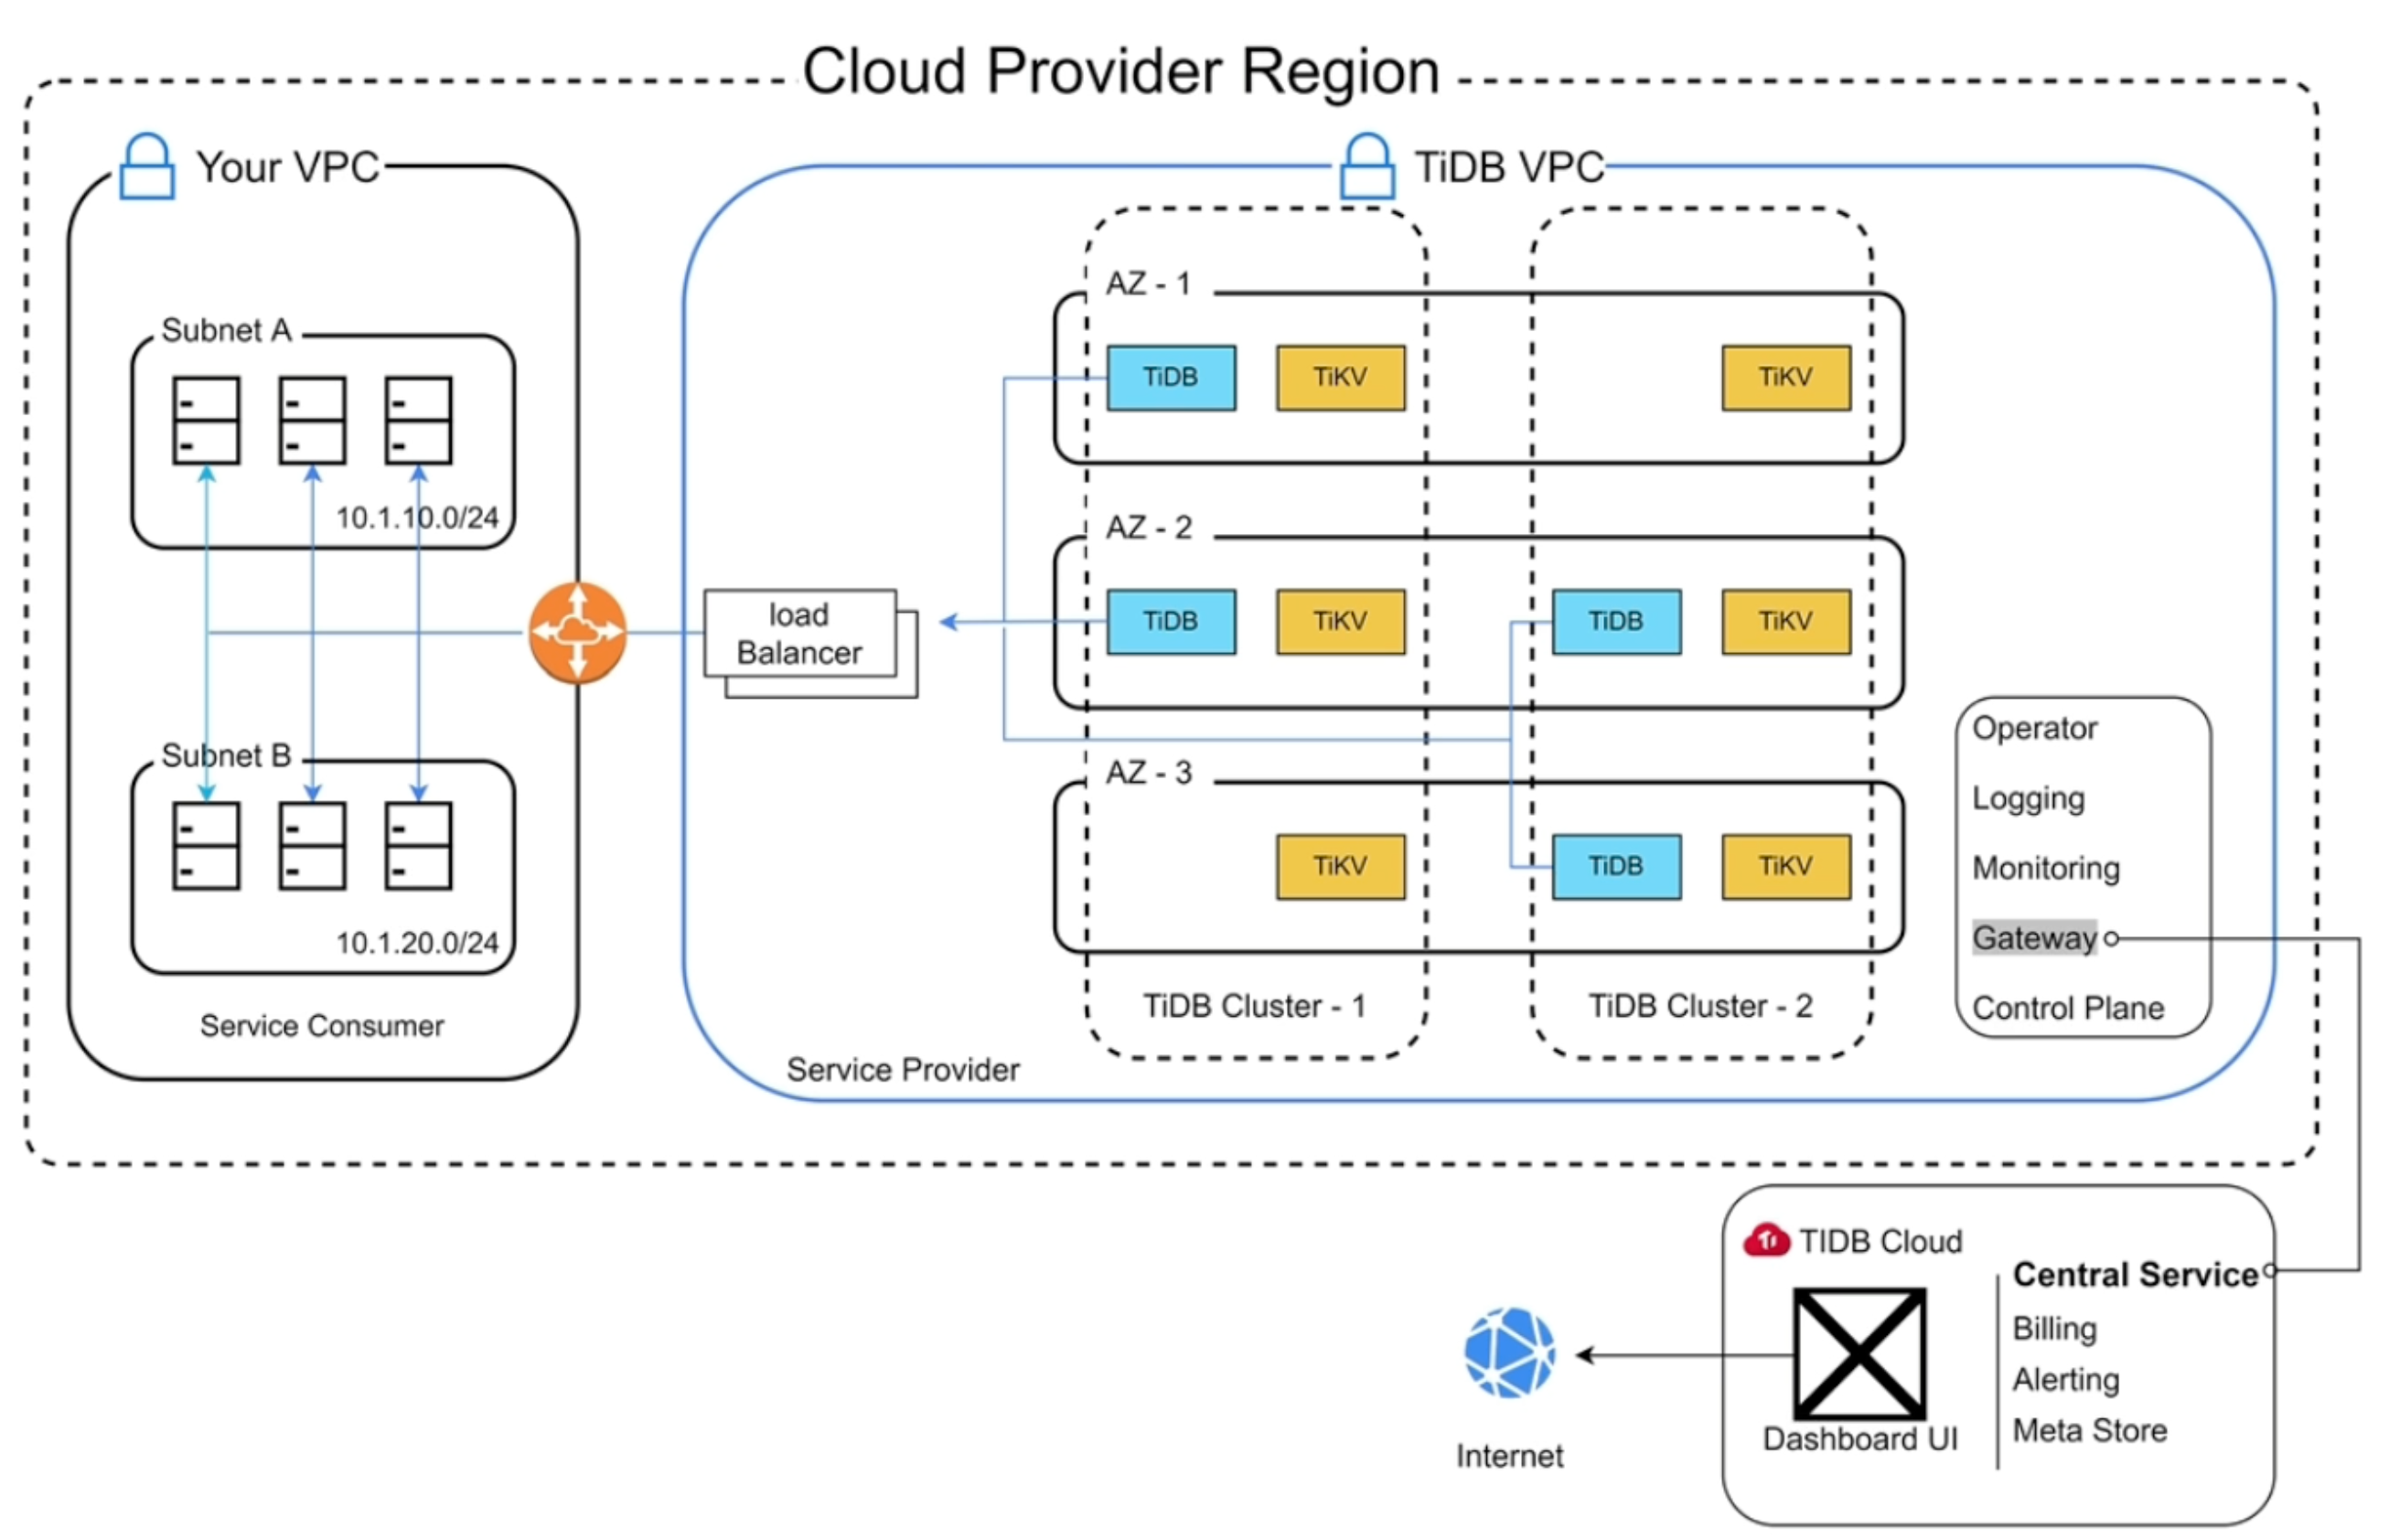 Cloud Provider Region
Your VPC
Subnet A
10.1.10.0/24
Subnet B
10.1.20.0/24
Service Consumer
TiDB VPC
load
Balancer
AZ - 1
TiDB
TiKV
TiKV
AZ - 2
TiDB
TiKV
TiDB
TiKV
AZ - 3
TiKV
TiDB
TiKV
TiDB Cluster - 1
TiDB Cluster - 2
Service Provider
Operator
Logging
Monitoring
Gateway
Control Plane
Internet
Ti
TIDB Cloud
Dashboard UI
Central Service
Billing
Alerting
Meta Store